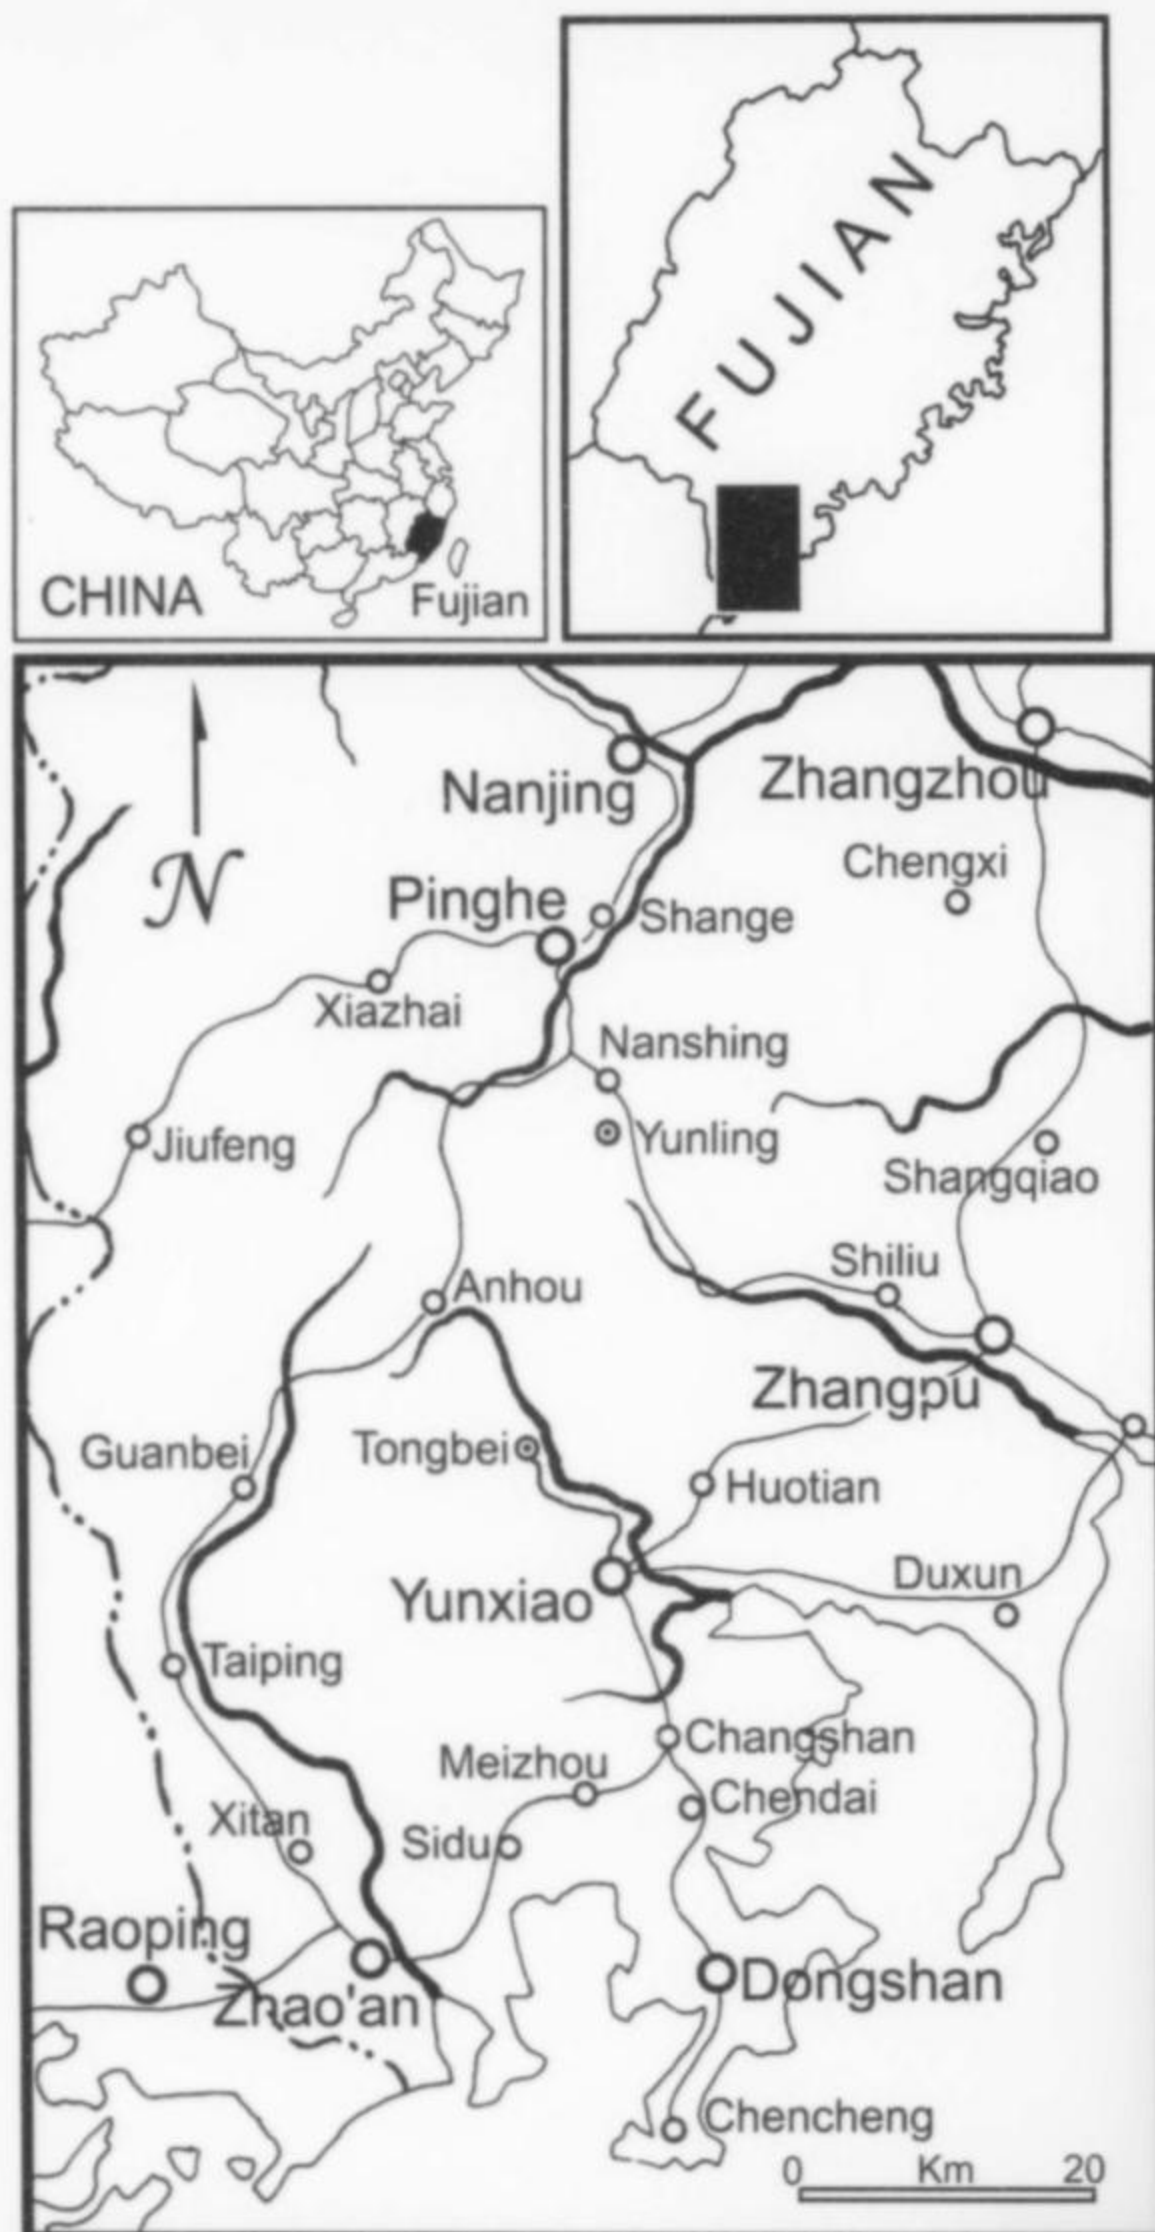 FUJIAN
CHINA
Fujian
Nanjing
Zhangzhou
Chengxi
Pinghe
Shange
N
Xiazhai
Nanshing
Jiufeng
Yunling
Shangqiao
Shiliu
Anhou
Zhangpu
Guanbei
Tongbei
Huotian
Duxun
Yunxiao
Taiping
Changshan
Meizhou
Chendai
Xitan
Sidu
Raoping
Dongshan
Zhao'an
Chencheng
0 Km 20